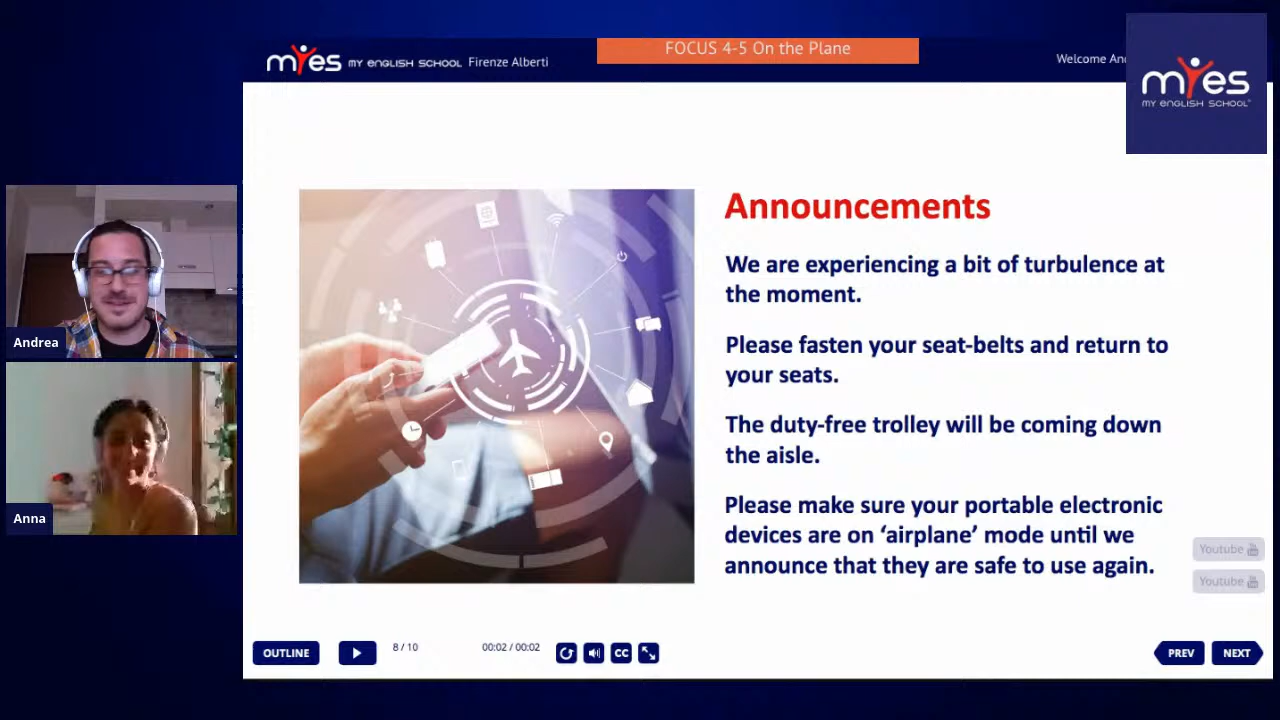 FOCUS 4-5 On the Plane
myes MY ENGLISH SCHOOL Firenze Alberti
Welcome
myes
MY ENGLISH SCHOOL
Announcements
We are experiencing a bit of turbulence at
the moment.
Please fasten your seat-belts and return to
your seats.
The duty-free trolley will be coming down
the aisle.
Please make sure your portable electronic
devices are on ‘airplane’ mode until we
announce that they are safe to use again.
Andrea
Anna
Youtube
Youtube
OUTLINE
8 / 10
00:02 / 00:02
CC
PREV
NEXT